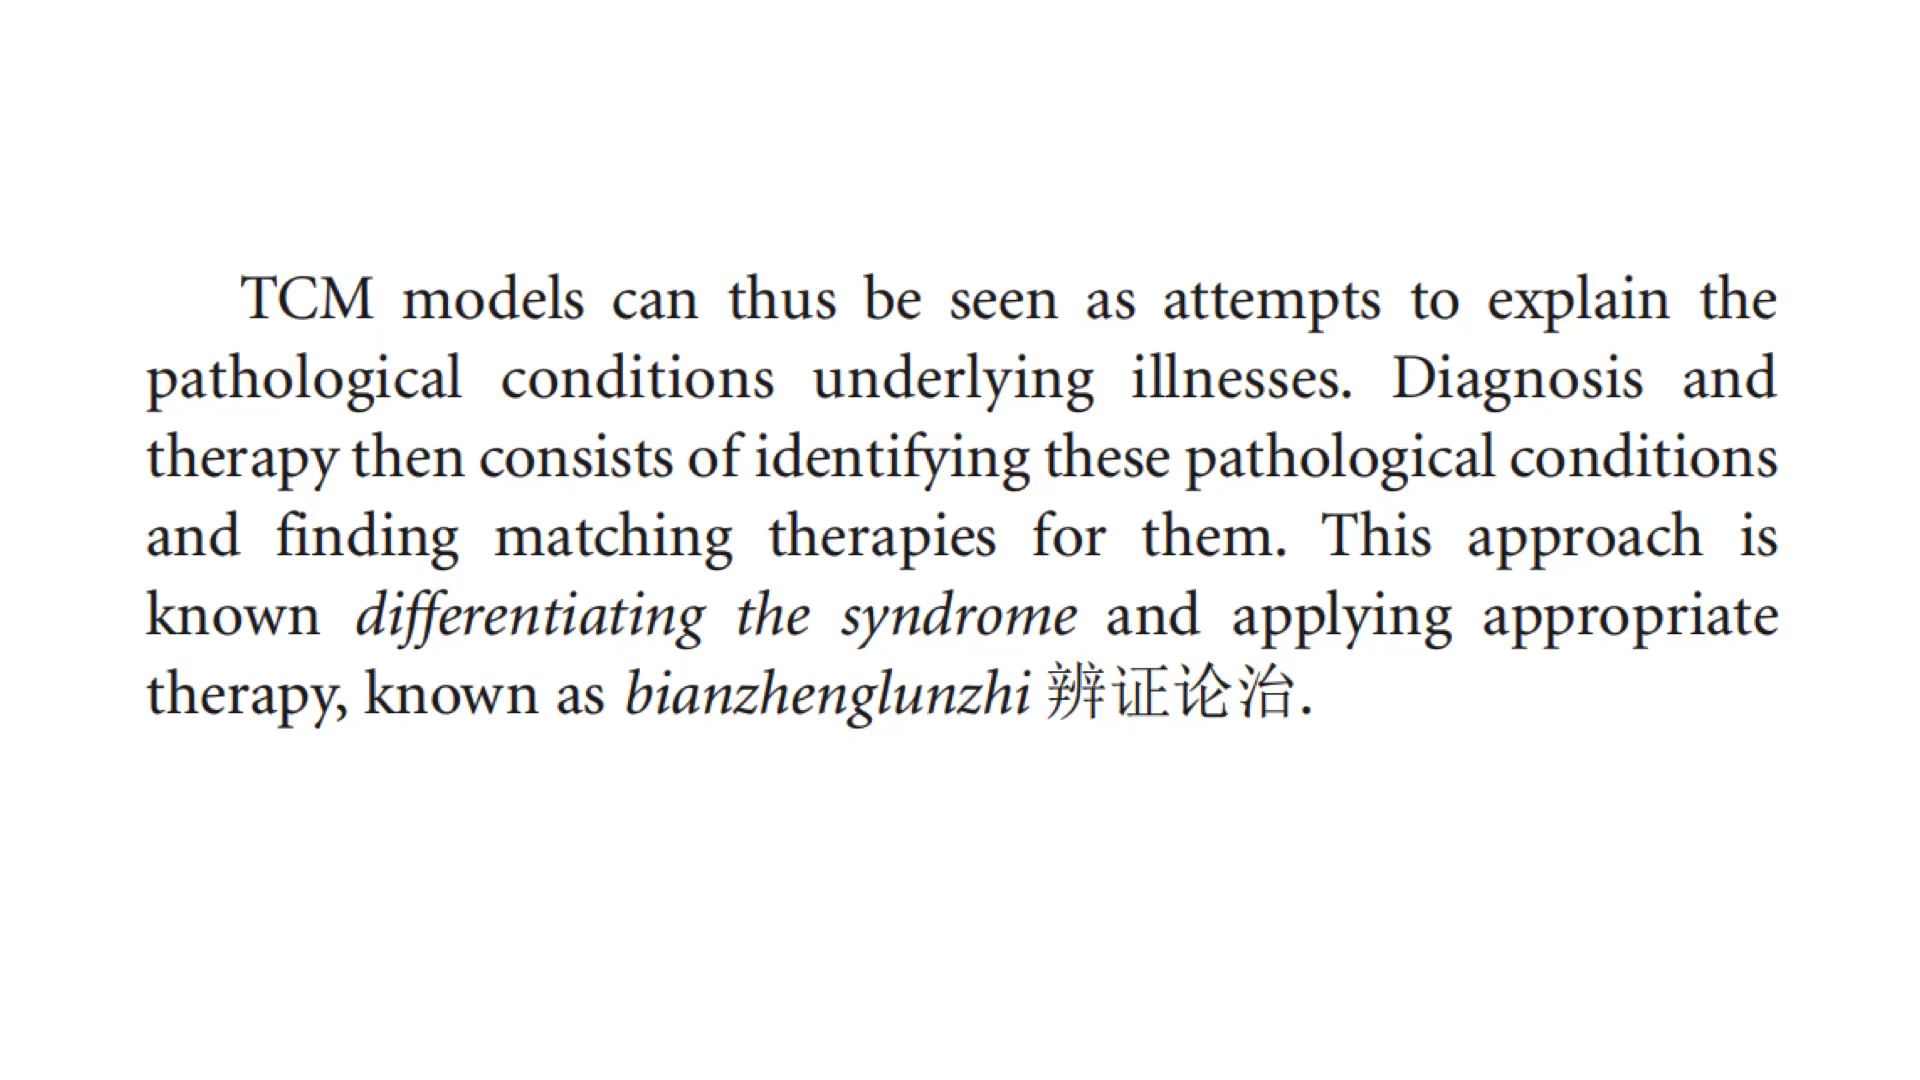 TCM models can thus be seen as attempts to explain the
pathological conditions underlying illnesses. Diagnosis and
therapy then consists of identifying these pathological conditions
and finding matching therapies for them. This approach is
known differentiating the syndrome and applying appropriate
therapy, known as bianzhenglunzhi 辨证论治.